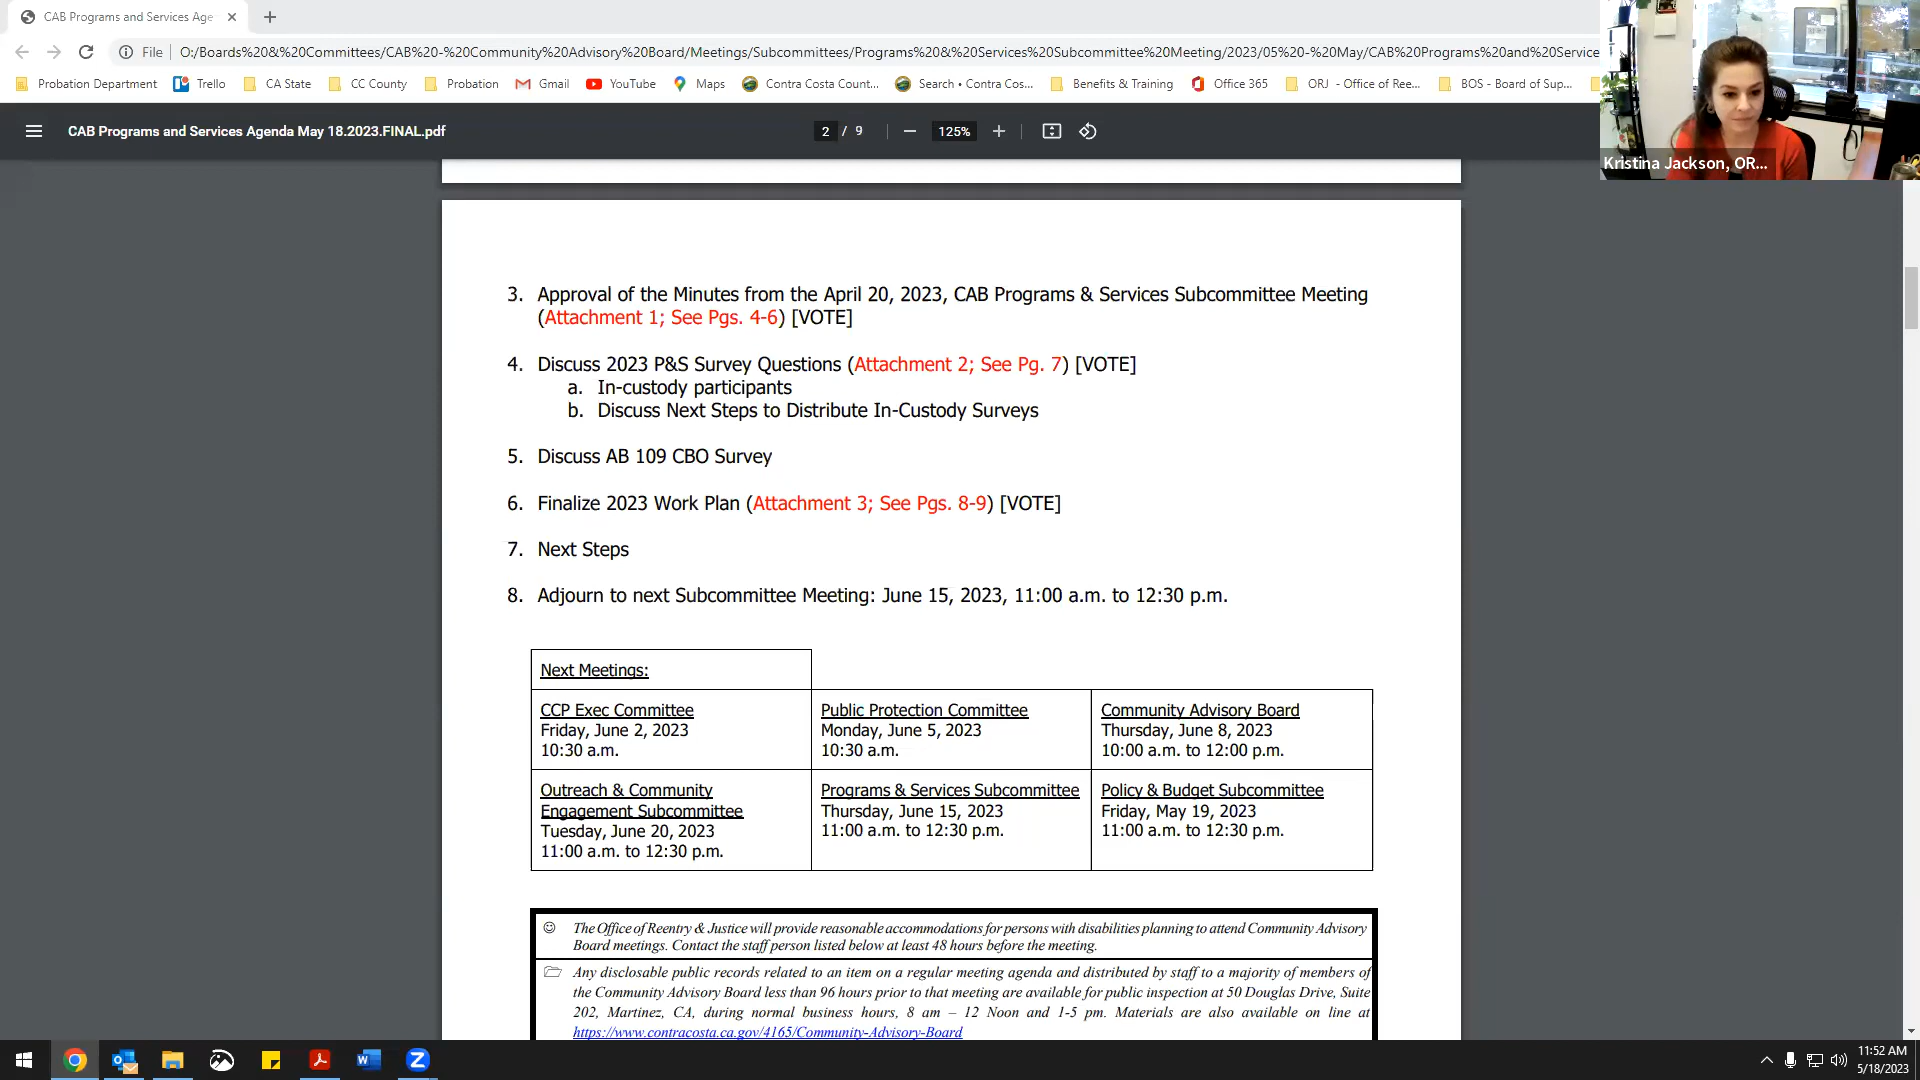 CAB Programs and Services Age
File
O:/Boards%20&%20Committees/CAB%20-%20Community%20Advisory%20Board/Meetings/Subcommittees/Programs%20&%20Services%20Subcommittee%20Meeting/2023/05%20-%20May/CAB%20Programs%20and%20Service
Probation Department
Trello
CA State
CC County
Probation
Gmail
YouTube
Maps
Contra Costa Count...
Search • Contra Cos...
Benefits & Training
Office 365
ORJ - Office of Ree...
BOS - Board of Sup...
CAB Programs and Services Agenda May 18.2023.FINAL.pdf
2 / 9
125%
Kristina Jackson, OR...
3. Approval of the Minutes from the April 20, 2023, CAB Programs & Services Subcommittee Meeting
(Attachment 1; See Pgs. 4-6) [VOTE]
4. Discuss 2023 P&S Survey Questions (Attachment 2; See Pg. 7) [VOTE]
a. In-custody participants
b. Discuss Next Steps to Distribute In-Custody Surveys
5. Discuss AB 109 CBO Survey
6. Finalize 2023 Work Plan (Attachment 3; See Pgs. 8-9) [VOTE]
7. Next Steps
8. Adjourn to next Subcommittee Meeting: June 15, 2023, 11:00 a.m. to 12:30 p.m.
Next Meetings:
CCP Exec Committee
Friday, June 2, 2023
10:30 a.m.
Public Protection Committee
Monday, June 5, 2023
10:30 a.m.
Community Advisory Board
Thursday, June 8, 2023
10:00 a.m. to 12:00 p.m.
Outreach & Community
Engagement Subcommittee
Tuesday, June 20, 2023
11:00 a.m. to 12:30 p.m.
Programs & Services Subcommittee
Thursday, June 15, 2023
11:00 a.m. to 12:30 p.m.
Policy & Budget Subcommittee
Friday, May 19, 2023
11:00 a.m. to 12:30 p.m.
The Office of Reentry & Justice will provide reasonable accommodations for persons with disabilities planning to attend Community Advisory
Board meetings. Contact the staff person listed below at least 48 hours before the meeting.
Any disclosable public records related to an item on a regular meeting agenda and distributed by staff to a majority of members of
the Community Advisory Board less than 96 hours prior to that meeting are available for public inspection at 50 Douglas Drive, Suite
202, Martinez, CA, during normal business hours, 8 am – 12 Noon and 1-5 pm. Materials are also available on line at
https://www.contracosta.ca.gov/4165/Community-Advisory-Board
11:52 AM
5/18/2023